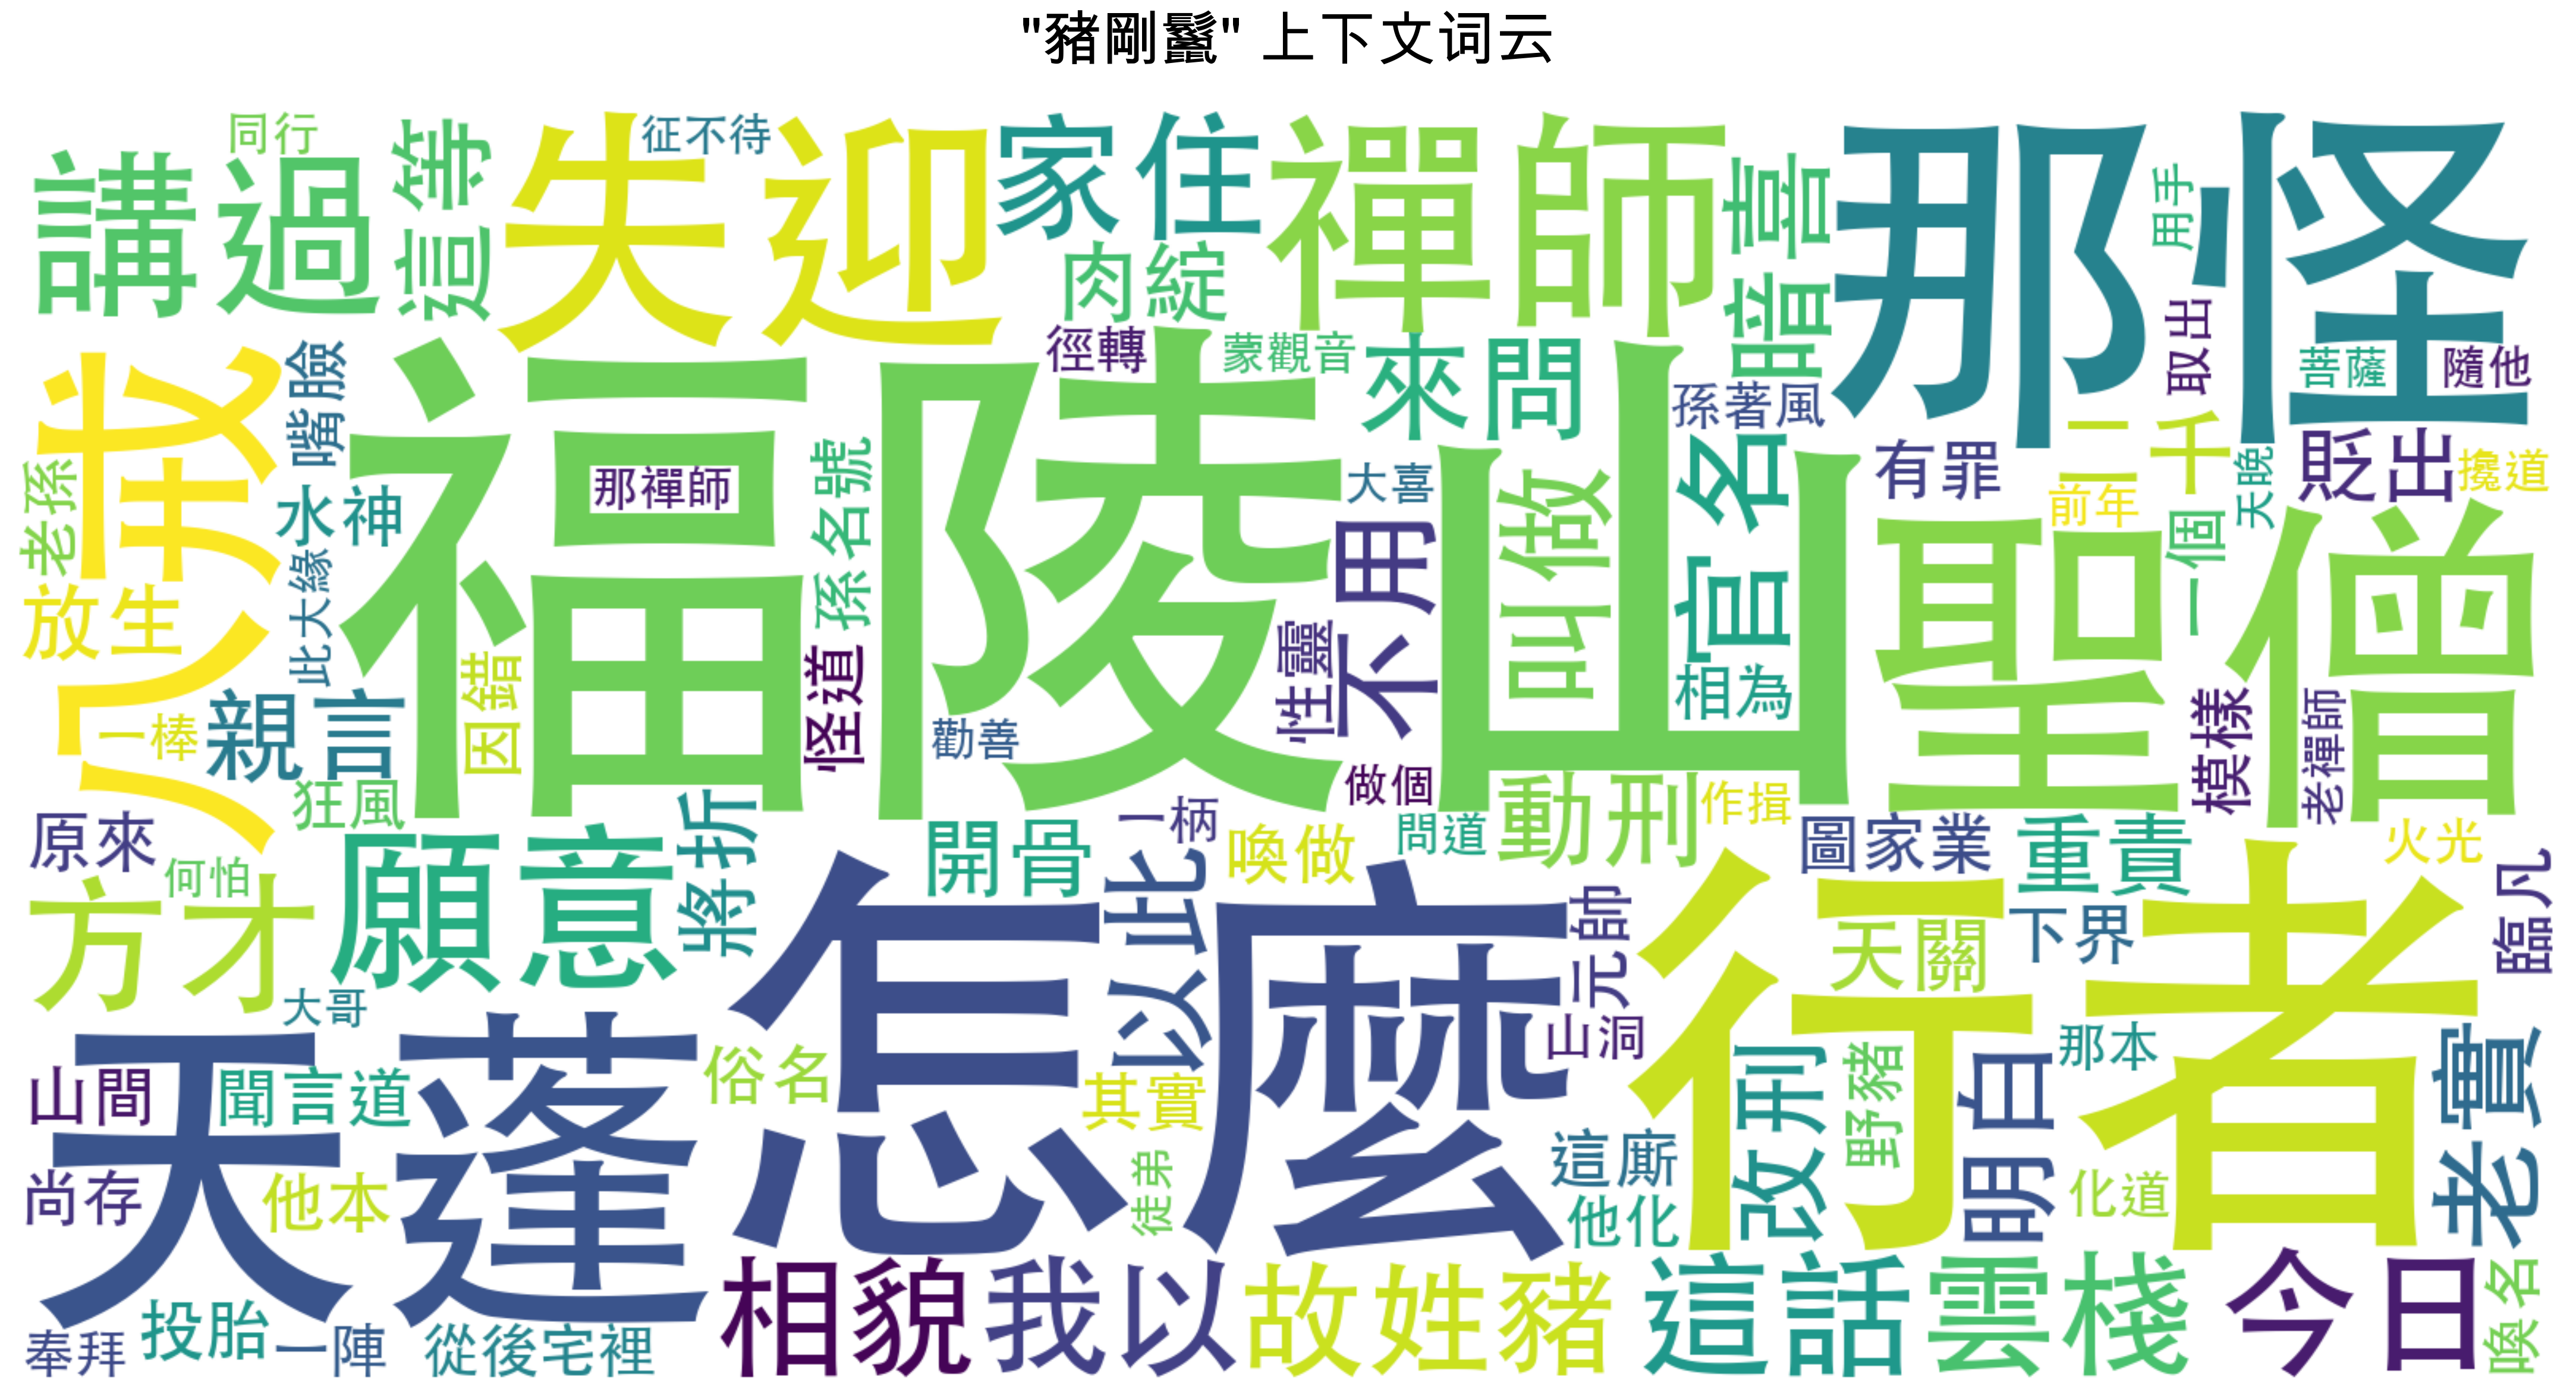 "豬剛鬣" 上下文词云
同行
征不待
講過
這等
失迎
家住
禪師
暗喜
那怪
用手
肉綻
取出
徑轉
蒙觀音
來問
孫著風
菩薩
隨他
八戒
嘴臉
福陵山
老孫
水神
那禪師
孫名號
大喜
不用
叫做
官名
有罪
二千
前年
一個
天晚
貶出
攙道
聖僧
放生
此大緣
因錯
怪道
性靈
相為
模樣
老禪師
一棒
親言
勸善
做個
動刑
作揖
狂風
原來
何怕
方才
願意
將折
開骨
一柄
以此
喚做
問道
圖家業
重責
火光
臨凡
怎麼
元帥
行者
天關
下界
大哥
天蓬
山間
聞言道
俗名
其實
山洞
改刑
野豬
明白
那本
老實
尚存
他本
徒弟
這廝
他化
化道
奉拜
投胎
一陣
從後宅裡
相貌
我以
故姓豬
這話
雲棧
今日
喚名